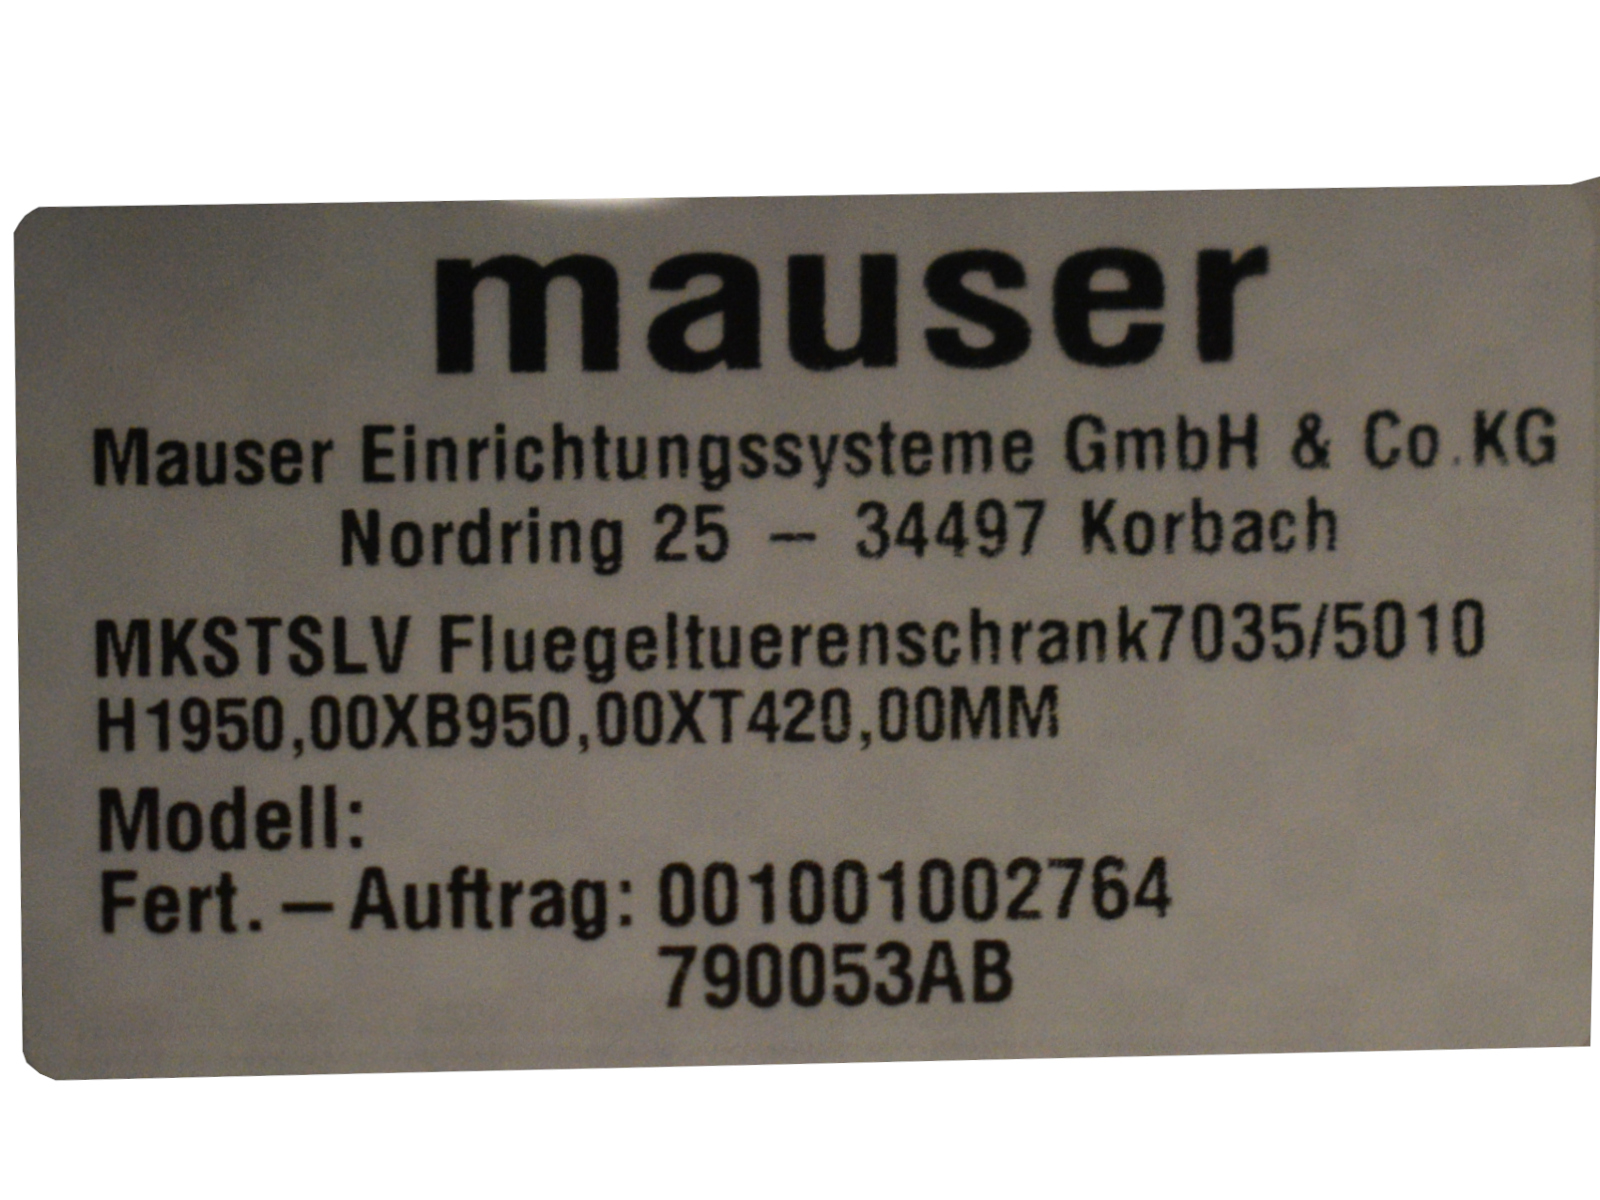 mauser
Mauser Einrichtungssysteme GmbH & Co.KG
Nordring 25 – 34497 Korbach
MKSTSLV Fluegeltuerenschrank7035/5010
H1950,00XB950,00XT420,00MM
Modell:
Fert.–Auftrag: 001001002764
790053AB